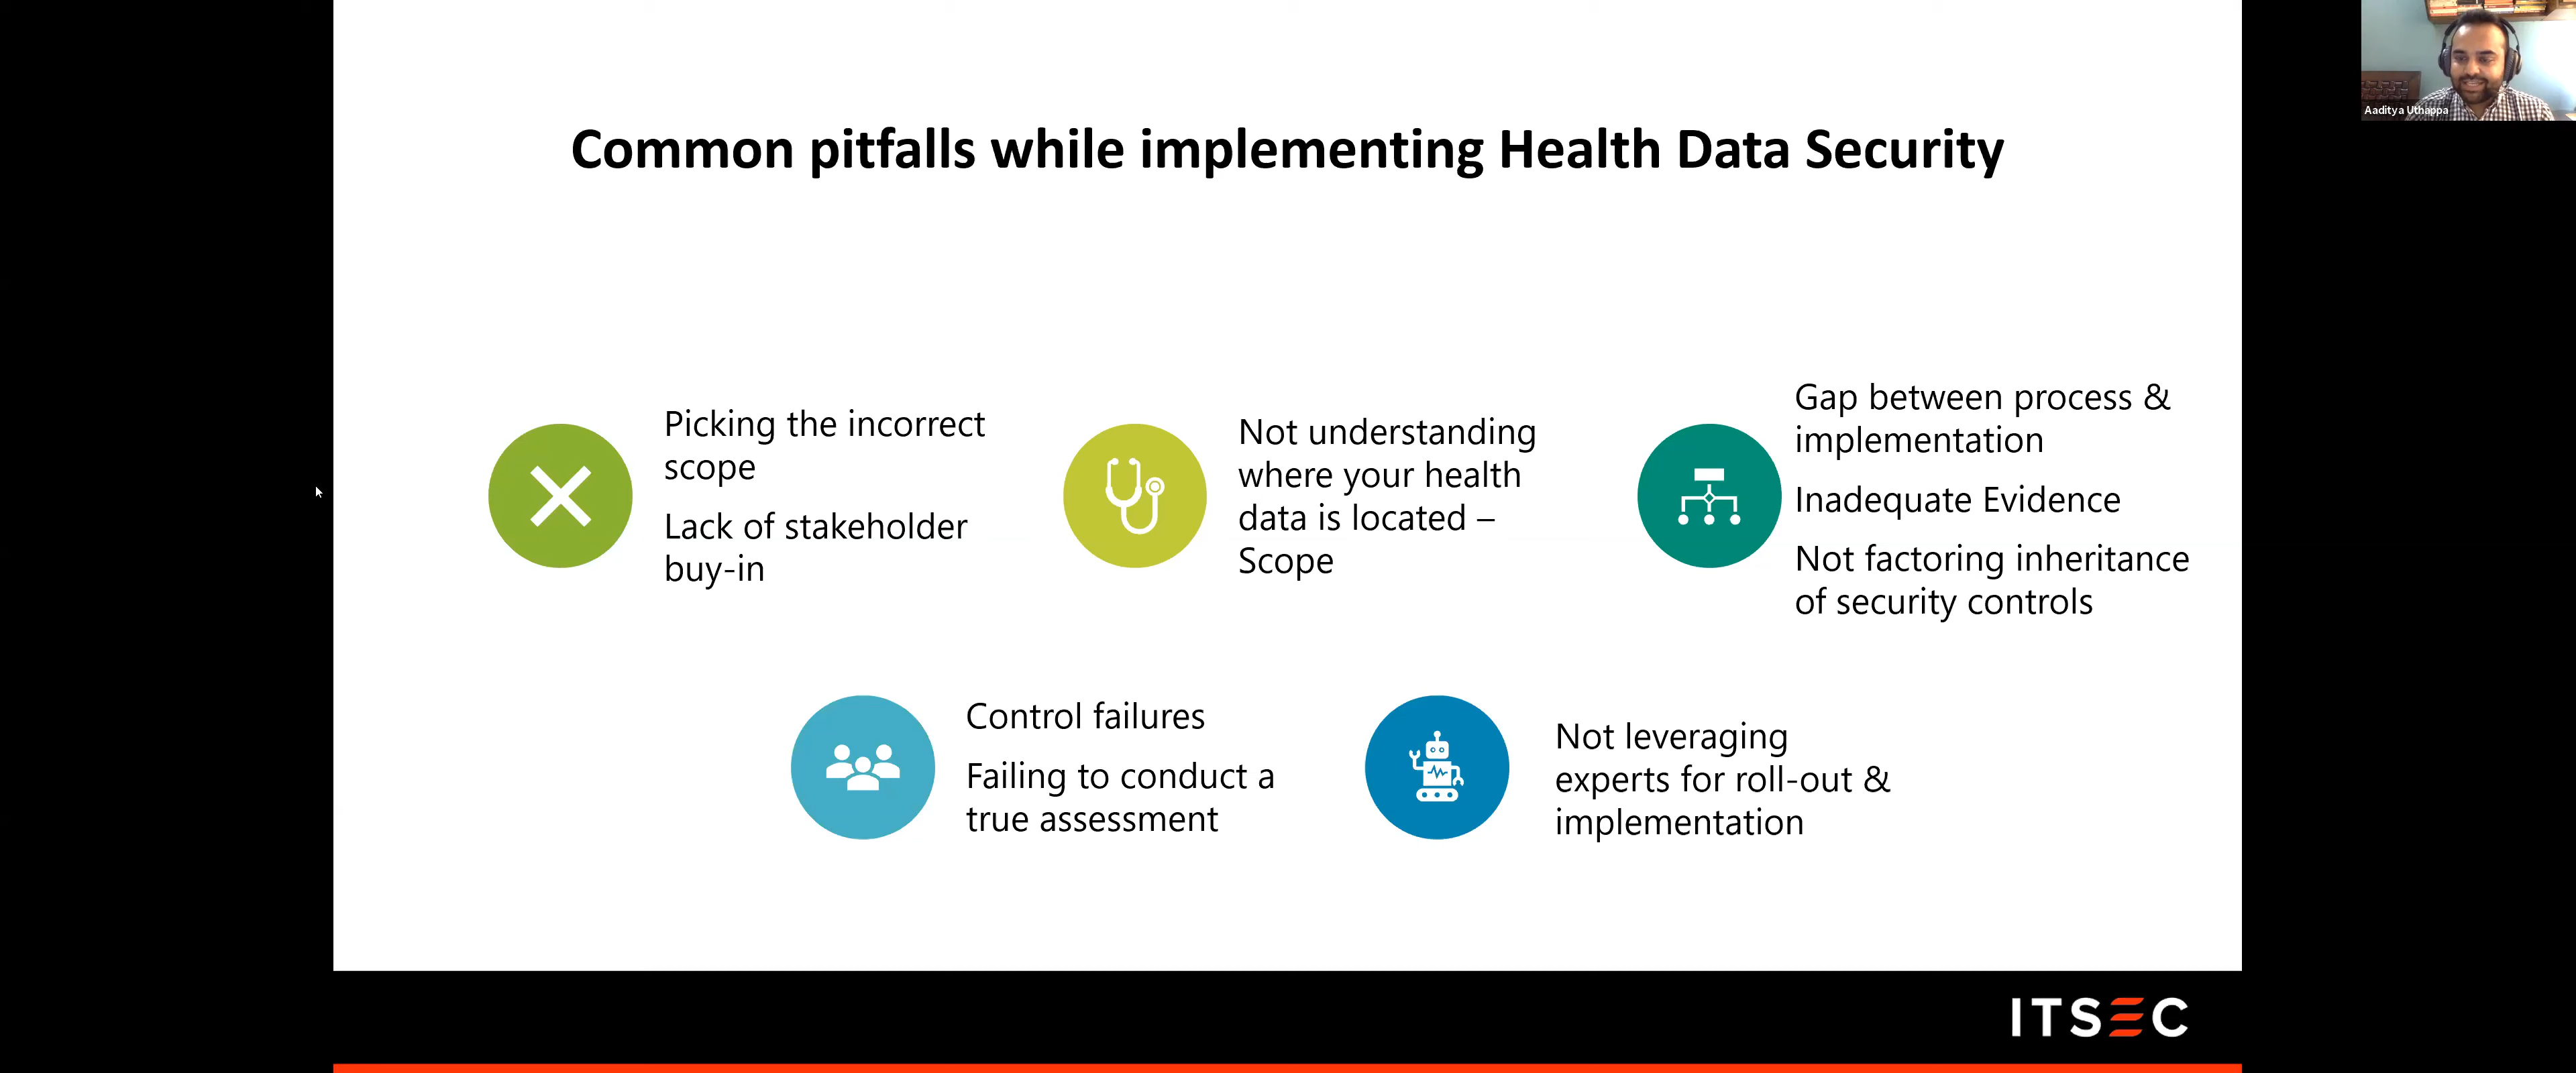 Aaditya Uthappa
Common pitfalls while implementing Health Data Security
Picking the incorrect
scope
Lack of stakeholder
buy-in
Not understanding
where your health
data is located –
Scope
Gap between process &
implementation
Inadequate Evidence
Not factoring inheritance
of security controls
Control failures
Failing to conduct a
true assessment
Not leveraging
experts for roll-out &
implementation
ITSEC